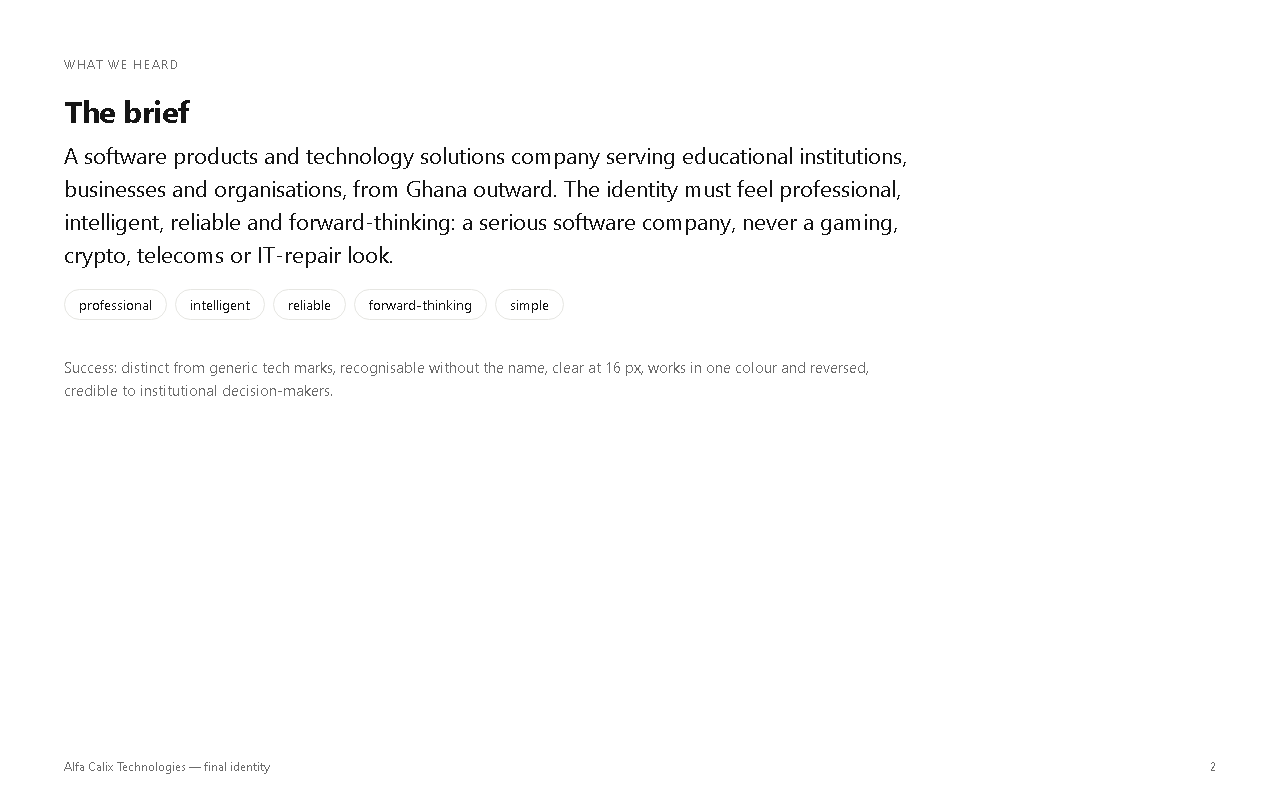 WHAT WE HEARD
The brief
A software products and technology solutions company serving educational institutions,
businesses and organisations, from Ghana outward. The identity must feel professional,
intelligent, reliable and forward-thinking: a serious software company, never a gaming,
crypto, telecoms or IT-repair look.
professional intelligent reliable forward-thinking simple
Success: distinct from generic tech marks, recognisable without the name, clear at 16 px, works in one colour and reversed,
credible to institutional decision-makers.
Alfa Calix Technologies — final identity 2